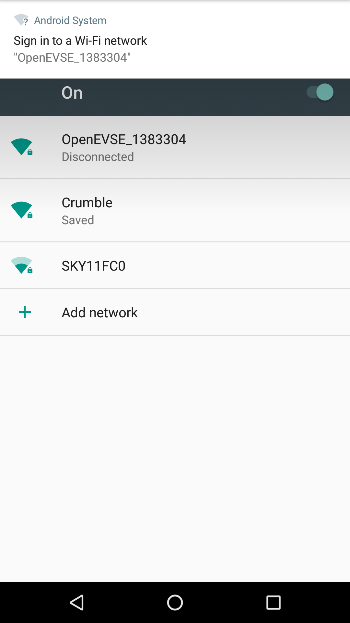 Android System
Sign in to a Wi-Fi network
"OpenEVSE_1383304"
On
OpenEVSE_1383304
Disconnected
Crumble
Saved
SKY11FC0
Add network